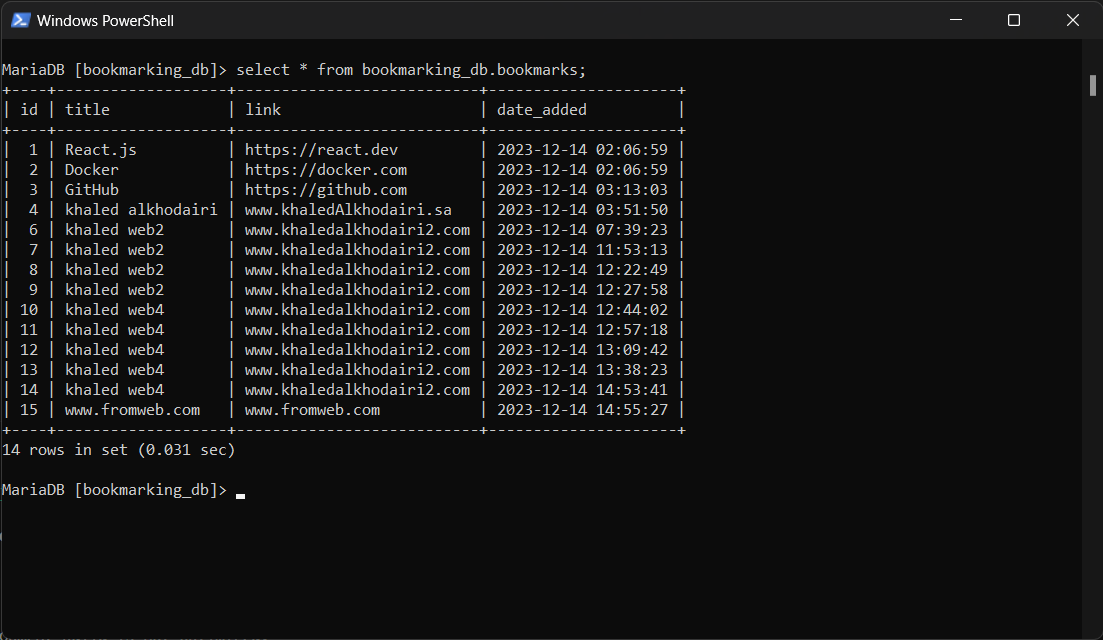 Windows PowerShell
MariaDB [bookmarking_db]> select * from bookmarking_db.bookmarks;
+----+-------------------+---------------------------+---------------------+
| id | title             | link                      | date_added          |
+----+-------------------+---------------------------+---------------------+
|  1 | React.js          | https://react.dev         | 2023-12-14 02:06:59 |
|  2 | Docker            | https://docker.com        | 2023-12-14 02:06:59 |
|  3 | GitHub            | https://github.com        | 2023-12-14 03:13:03 |
|  4 | khaled alkhodairi | www.khaledAlkhodairi.sa   | 2023-12-14 03:51:50 |
|  6 | khaled web2       | www.khaledalkhodairi2.com | 2023-12-14 07:39:23 |
|  7 | khaled web2       | www.khaledalkhodairi2.com | 2023-12-14 11:53:13 |
|  8 | khaled web2       | www.khaledalkhodairi2.com | 2023-12-14 12:22:49 |
|  9 | khaled web2       | www.khaledalkhodairi2.com | 2023-12-14 12:27:58 |
| 10 | khaled web4       | www.khaledalkhodairi2.com | 2023-12-14 12:44:02 |
| 11 | khaled web4       | www.khaledalkhodairi2.com | 2023-12-14 12:57:18 |
| 12 | khaled web4       | www.khaledalkhodairi2.com | 2023-12-14 13:09:42 |
| 13 | khaled web4       | www.khaledalkhodairi2.com | 2023-12-14 13:38:23 |
| 14 | khaled web4       | www.khaledalkhodairi2.com | 2023-12-14 14:53:41 |
| 15 | www.fromweb.com   | www.fromweb.com           | 2023-12-14 14:55:27 |
+----+-------------------+---------------------------+---------------------+
14 rows in set (0.031 sec)
MariaDB [bookmarking_db]>